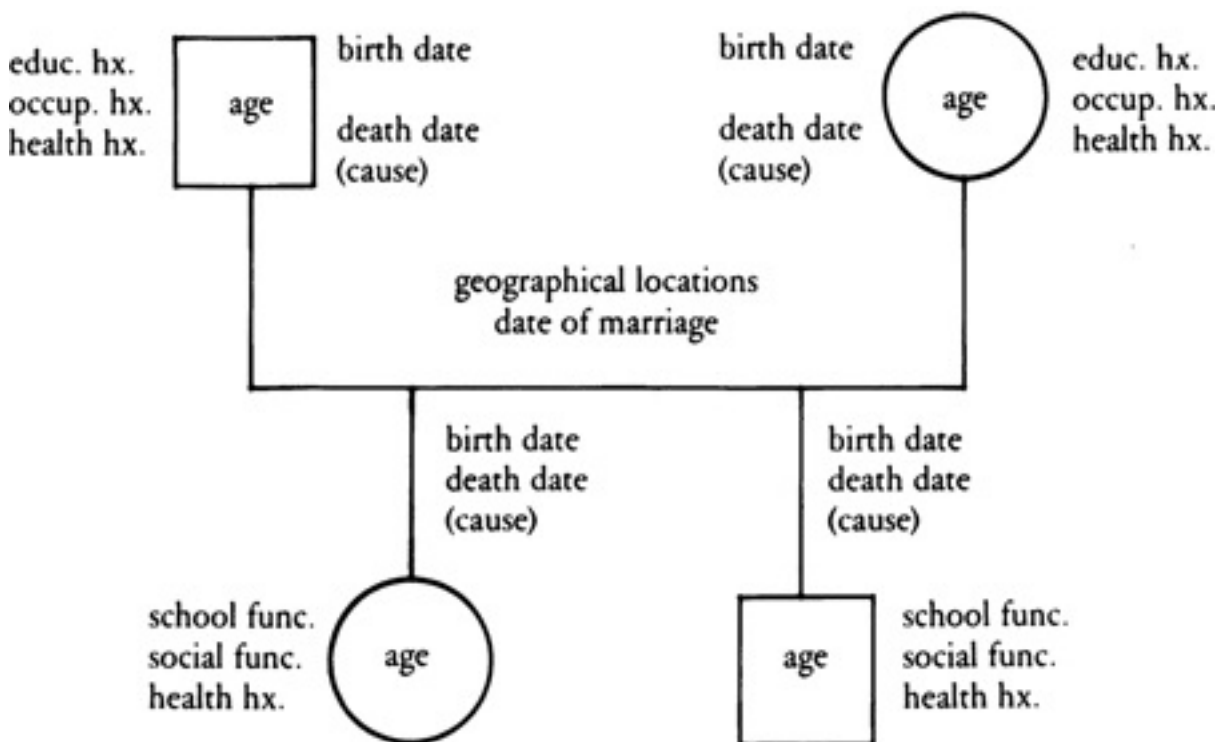 educ. hx.
occup. hx.
health hx.
age
birth date
death date
(cause)
birth date
death date
(cause)
age
educ. hx.
occup. hx.
health hx.
geographical locations
date of marriage
birth date
death date
(cause)
birth date
death date
(cause)
school func.
social func.
health hx.
age
age
school func.
social func.
health hx.